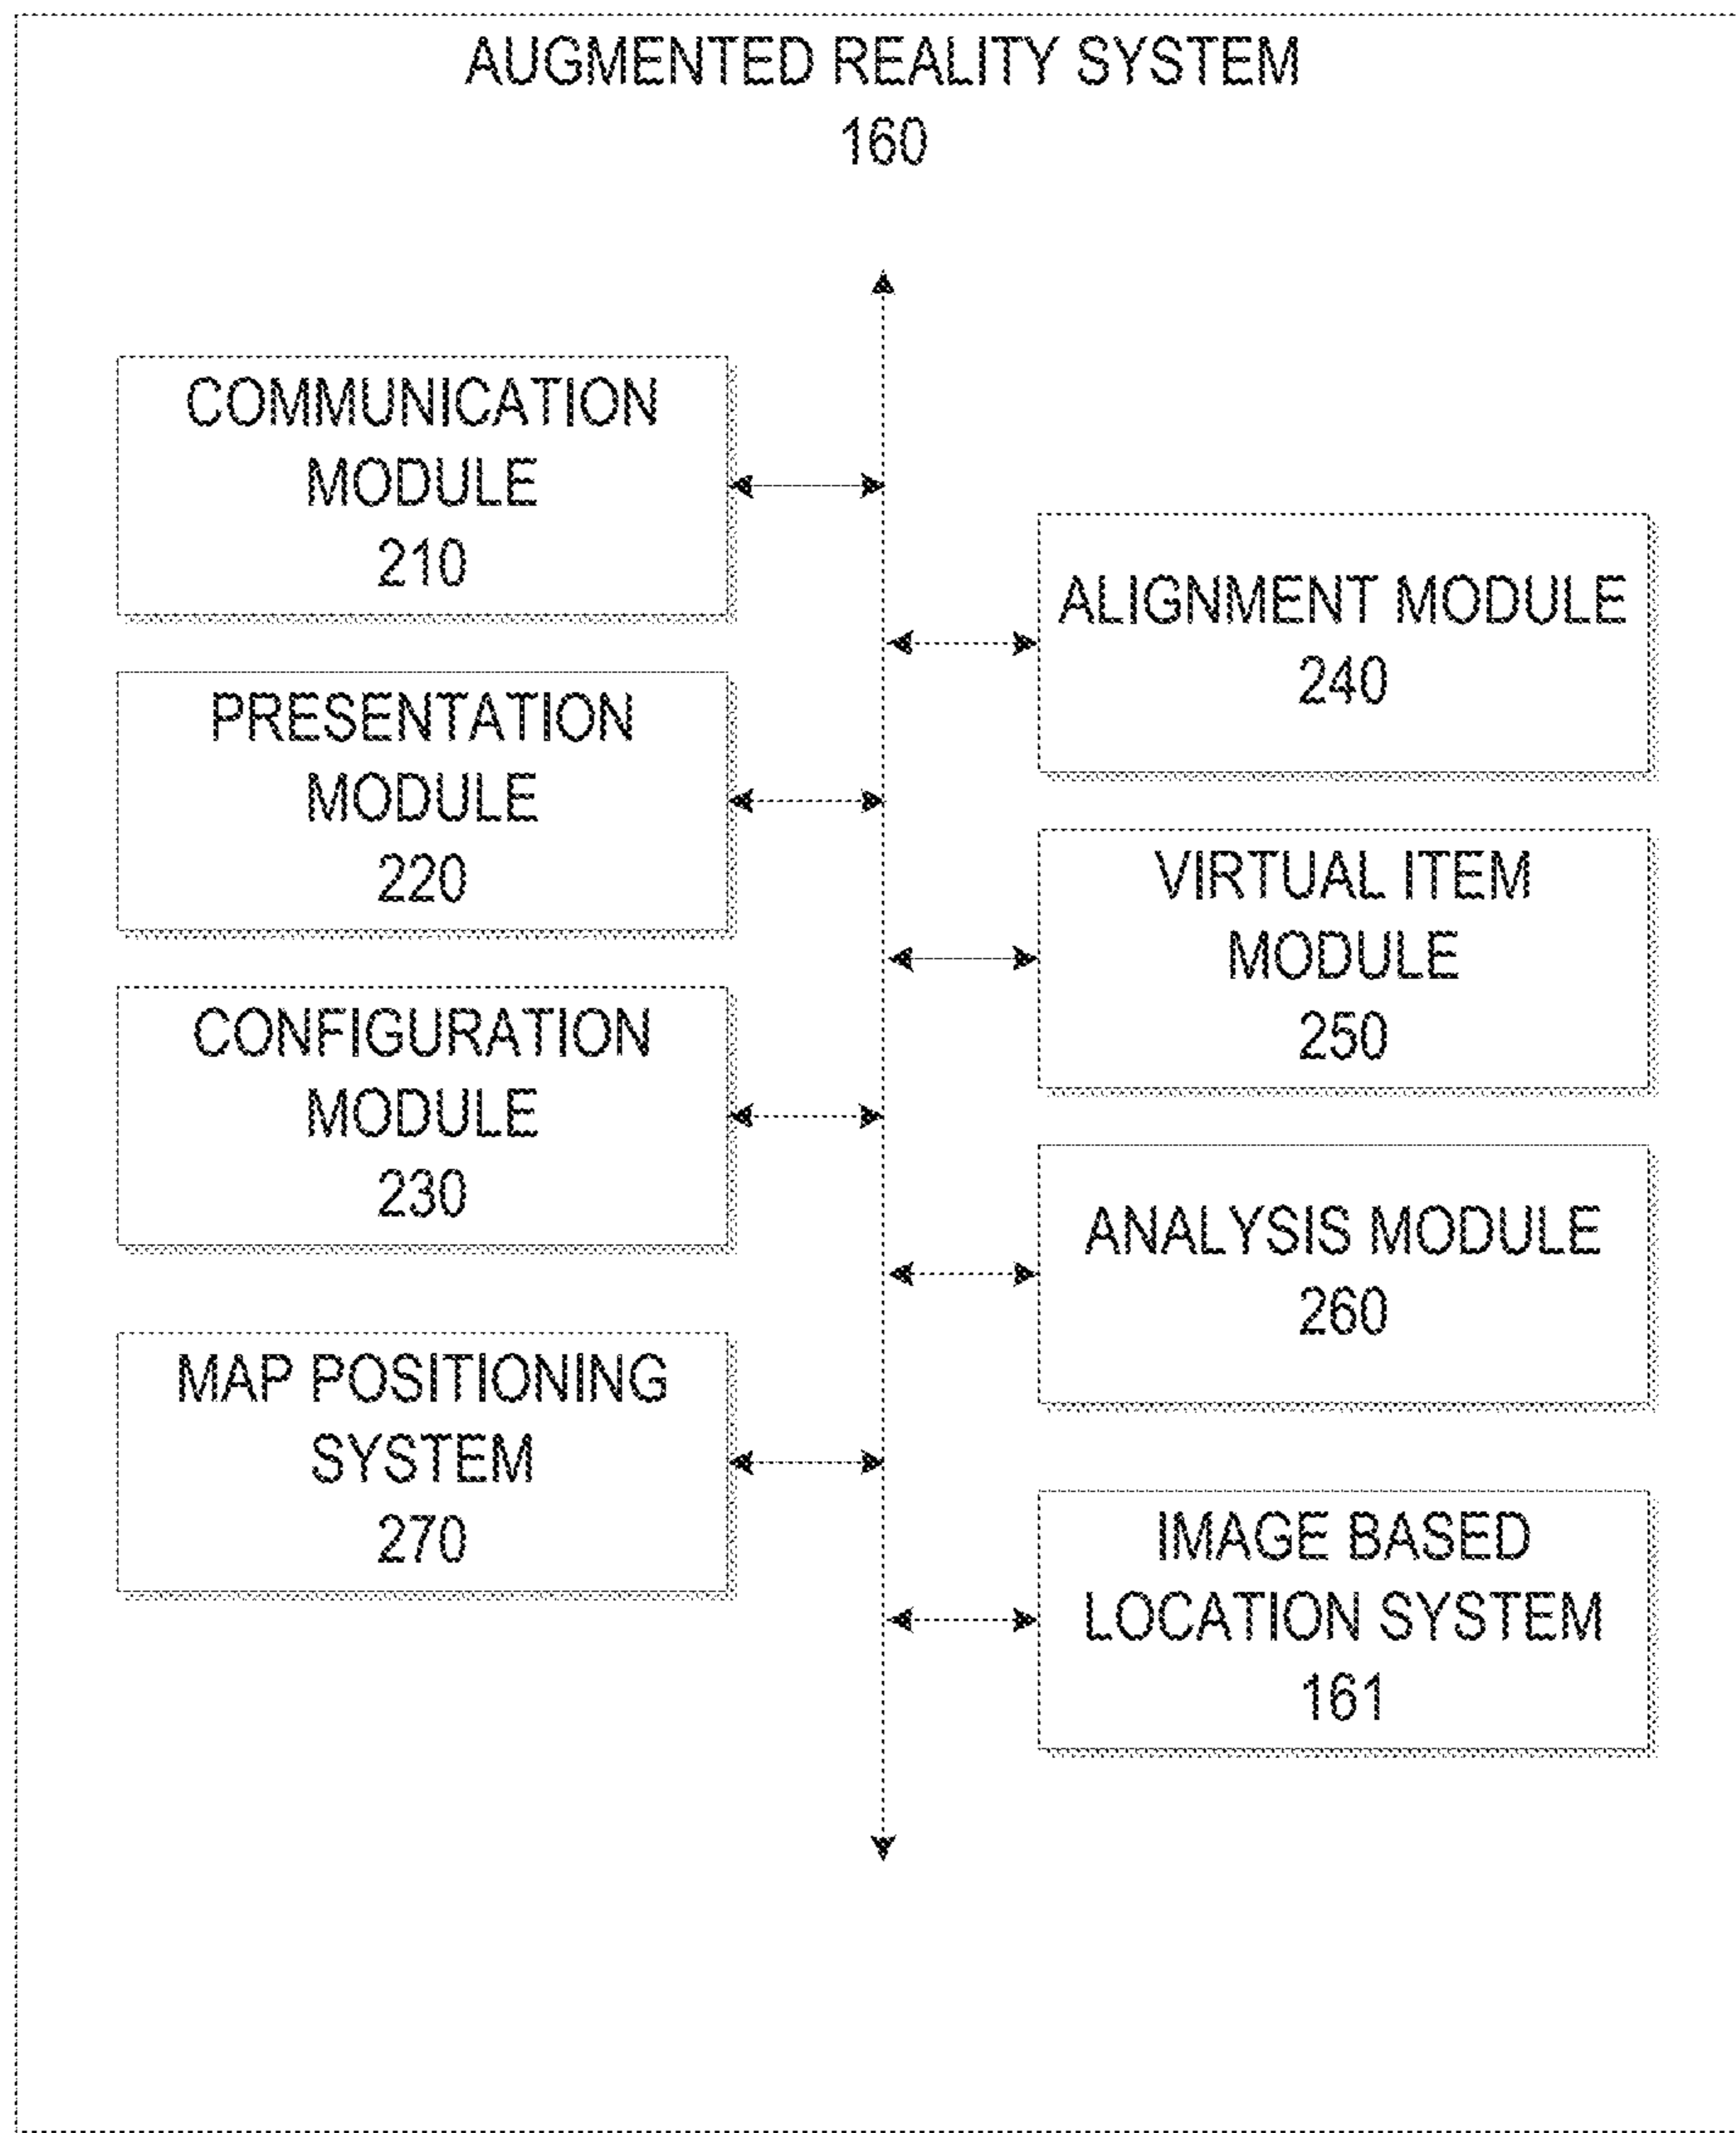 AUGMENTED REALITY SYSTEM
160
COMMUNICATION
MODULE
210
PRESENTATION
MODULE
220
CONFIGURATION
MODULE
230
MAP POSITIONING
SYSTEM
270
ALIGNMENT MODULE
240
VIRTUAL ITEM
MODULE
250
ANALYSIS MODULE
260
IMAGE BASED
LOCATION SYSTEM
161